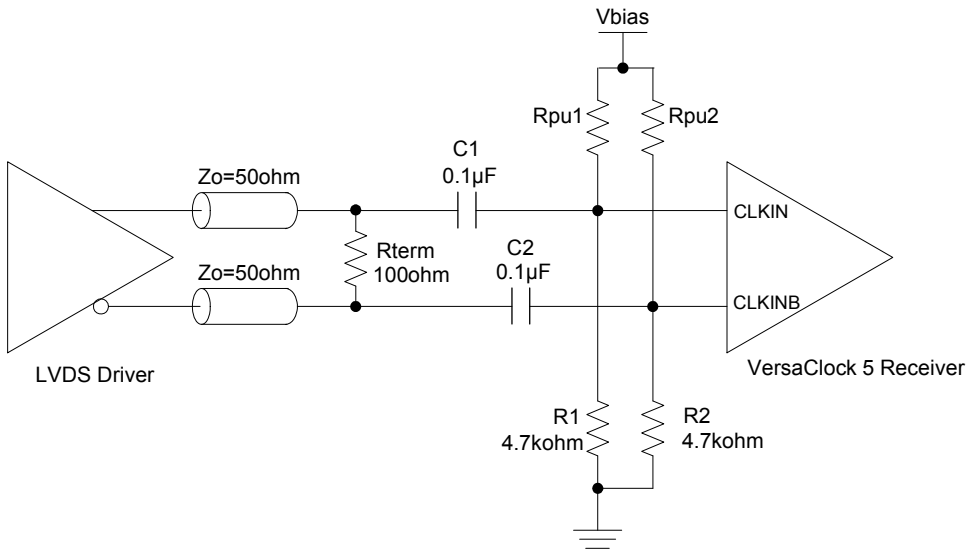 Vbias
Rpu1
Rpu2
C1
0.1µF
Zo=50ohm
CLKIN
Rterm
100ohm
C2
0.1µF
Zo=50ohm
CLKINB
LVDS Driver
VersaClock 5 Receiver
R1
4.7kohm
R2
4.7kohm